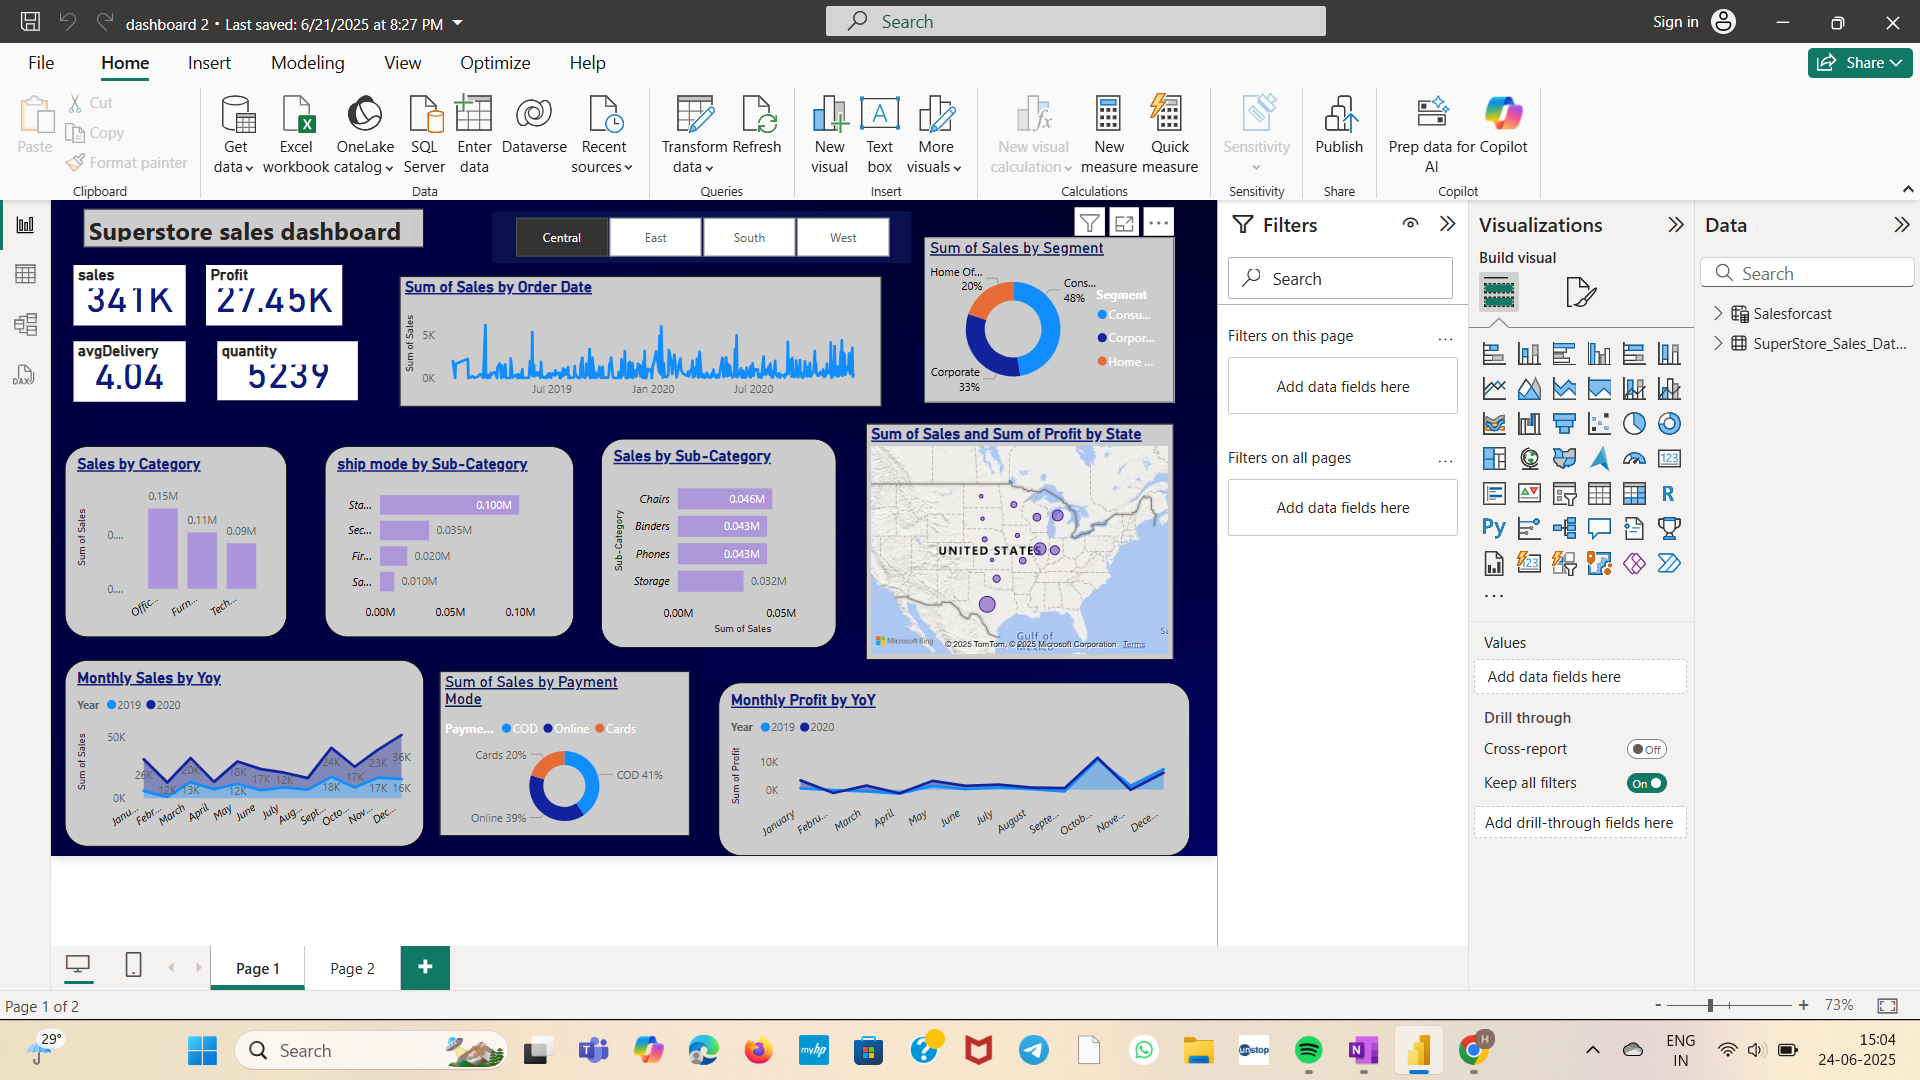 dashboard 2 • Last saved: 6/21/2025 at 8:27 PM
Search
Sign in
File
Home
Insert
Modeling
View
Optimize
Help
Share
Paste
Cut
Copy
Format painter
Clipboard
Get data
Excel workbook
OneLake catalog
SQL Server
Enter data
Dataverse
Recent sources
Data
Transform data
Refresh
Queries
New visual
Text box
More visuals
Insert
New visual calculation
New measure
Quick measure
Calculations
Sensitivity
Sensitivity
Publish
Share
Prep data for AI
Copilot
Copilot
Superstore sales dashboard
Central
East
South
West
sales
341K
Profit
27.45K
avgDelivery
4.04
quantity
5239
Sum of Sales by Order Date
Sum of Sales
5K
0K
Jul 2019
Jan 2020
Jul 2020
Sum of Sales by Segment
Home Of...
20%
Cons...
48%
Corporate
33%
Segment
Consu...
Corpor...
Home ...
Sales by Category
Sum of Sales
0....
0....
0.15M
0.11M
0.09M
Offic...
Furn...
Tech...
ship mode by Sub-Category
Sta...
0.100M
Sec...
0.035M
Fir...
0.020M
Sa...
0.010M
0.00M
0.05M
0.10M
Sales by Sub-Category
Sub-Category
Chairs
0.046M
Binders
0.043M
Phones
0.043M
Storage
0.032M
0.00M
0.05M
Sum of Sales
Sum of Sales and Sum of Profit by State
UNITED STATES
Gulf of
MEXICO
Sa
Microsoft Bing
© 2025 TomTom, © 2025 Microsoft Corporation
Terms
Monthly Sales by Yoy
Year
2019
2020
Sum of Sales
50K
0K
26K
12K
20K
13K
18K
12K
17K
12K
24K
18K
17K
23K
17K
36K
16K
Janu...
Febr...
March
April
May
June
July
Aug...
Sept...
Octo...
Nov...
Dec...
Sum of Sales by Payment
Mode
Payme...
COD
Online
Cards
Cards 20%
COD 41%
Online 39%
Monthly Profit by YoY
Year
2019
2020
Sum of Profit
10K
0K
January
Febru...
March
April
May
June
July
August
Septe...
Octob...
Nove...
Dece...
Filters
Search
Filters on this page
...
Add data fields here
Filters on all pages
...
Add data fields here
Visualizations
Build visual
R
Py
123
123
...
Values
Add data fields here
Drill through
Cross-report
Off
Keep all filters
On
Add drill-through fields here
Data
Search
Salesforcast
SuperStore_Sales_Dat...
DAX
Page 1
Page 2
+
Page 1 of 2
-
+
73%
29°
Search
myhp
unstop
H
ENG
IN
15:04
24-06-2025